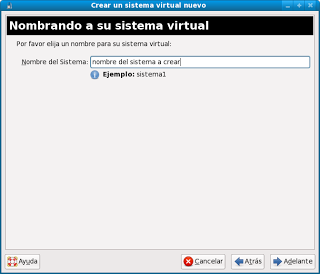 Crear un sistema virtual nuevo
Nombrando a su sistema virtual
Por favor elija un nombre para su sistema virtual:
Nombre del Sistema: nombre del sistema a crear
Ejemplo: sistema1
Ayuda Cancelar Atrás Adelante